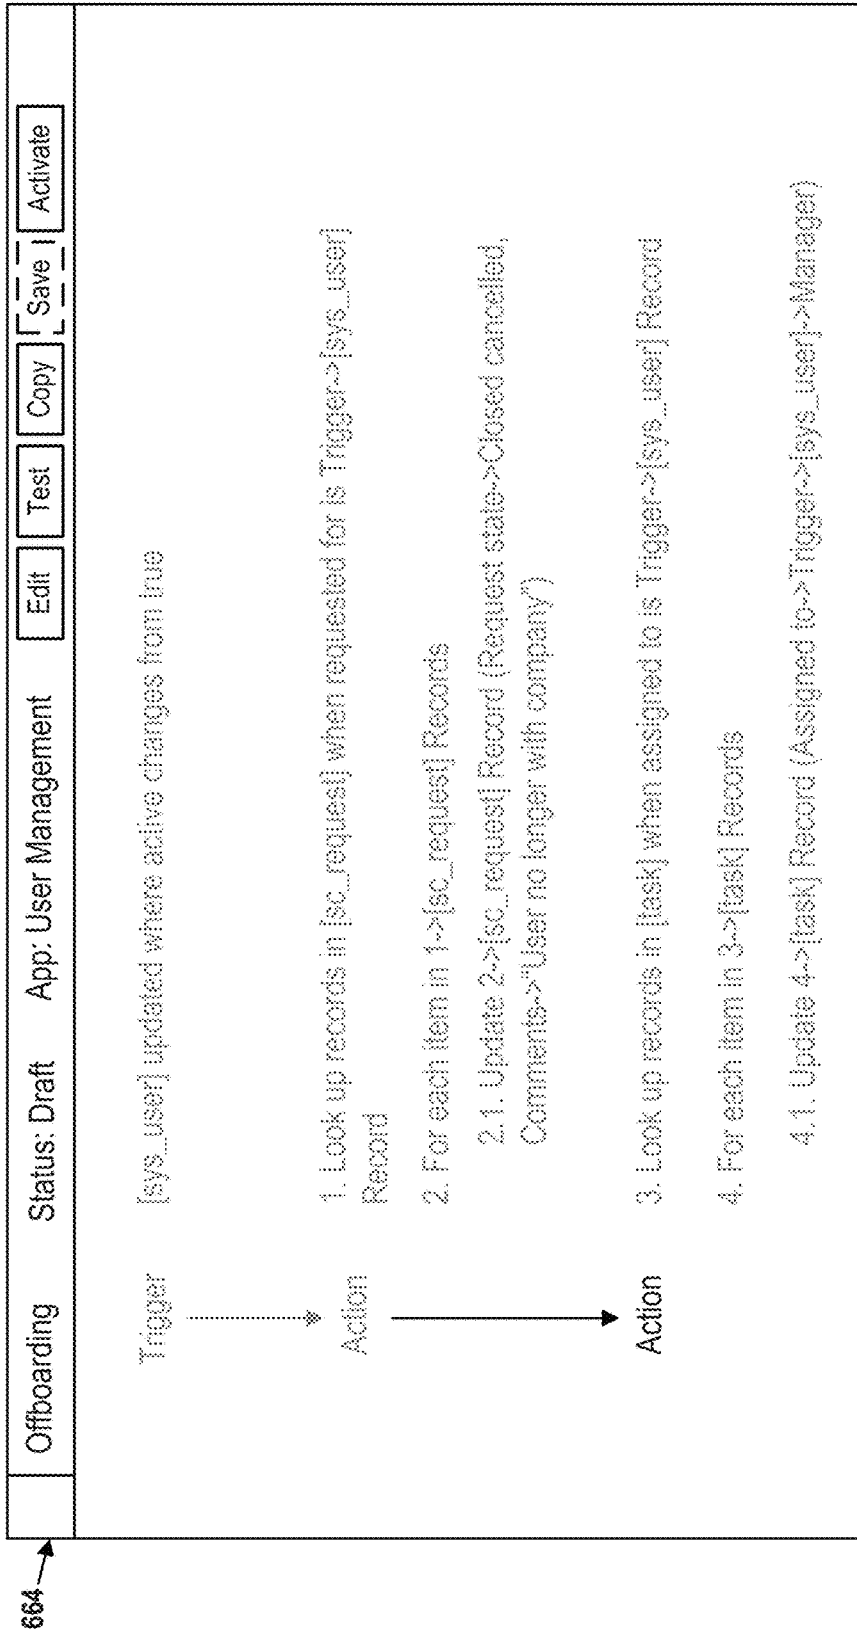 664
Offboarding Status: Draft App: User Management Edit Test Copy Save Activate
Trigger [sys_user] updated where active changes from true
Action 1. Look up records in [sc_request] when requested for is Trigger->[sys_user]
Record
2. For each item in 1->[sc_request] Records
2.1. Update 2->[sc_request] Record (Request state->Closed cancelled,
Comments->"User no longer with company")
Action 3. Look up records in [task] when assigned to is Trigger->[sys_user] Record
4. For each item in 3->[task] Records
4.1. Update 4->[task] Record (Assigned to->Trigger->[sys_user]->Manager)